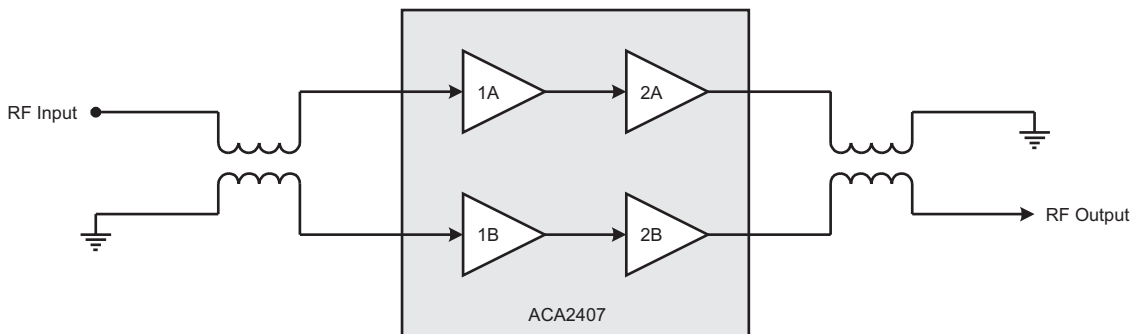 1A
2A
RF Input
1B
2B
RF Output
ACA2407